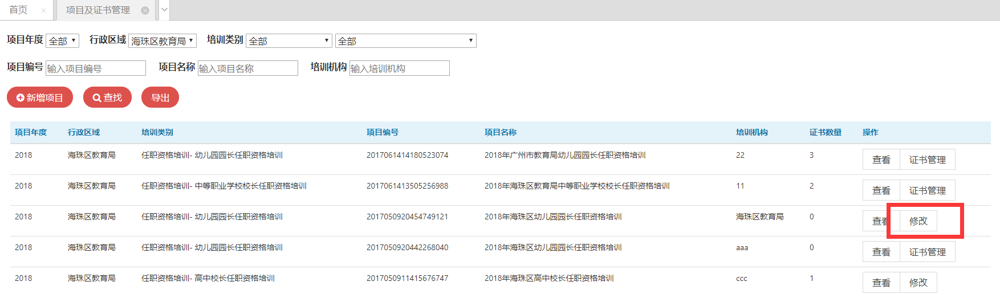 首页 项目及证书管理
项目年度 全部 行政区域 海珠区教育局 培训类别 全部 全部
项目编号 输入项目编号 项目名称 输入项目名称 培训机构 输入培训机构
新增项目 查找 导出
项目年度 行政区域 培训类别 项目编号 项目名称 培训机构 证书数量 操作
2018 海珠区教育局 任职资格培训- 幼儿园园长任职资格培训 2017061414180523074 2018年广州市教育局幼儿园园长任职资格培训 22 3 查看 证书管理
2018 海珠区教育局 任职资格培训- 中等职业学校校长任职资格培训 2017061413505256988 2018年海珠区教育局中等职业学校校长任职资格培训 11 2 查看 证书管理
2018 海珠区教育局 任职资格培训- 幼儿园园长任职资格培训 2017050920454749121 2018年海珠区幼儿园园长任职资格培训 海珠区教育局 0 查看 修改
2018 海珠区教育局 任职资格培训- 幼儿园园长任职资格培训 2017050920442268040 2018年海珠区幼儿园园长任职资格培训 aaa 0 查看 证书管理
2018 海珠区教育局 任职资格培训- 高中校长任职资格培训 2017050911415676747 2018年海珠区高中校长任职资格培训 ccc 1 查看 修改